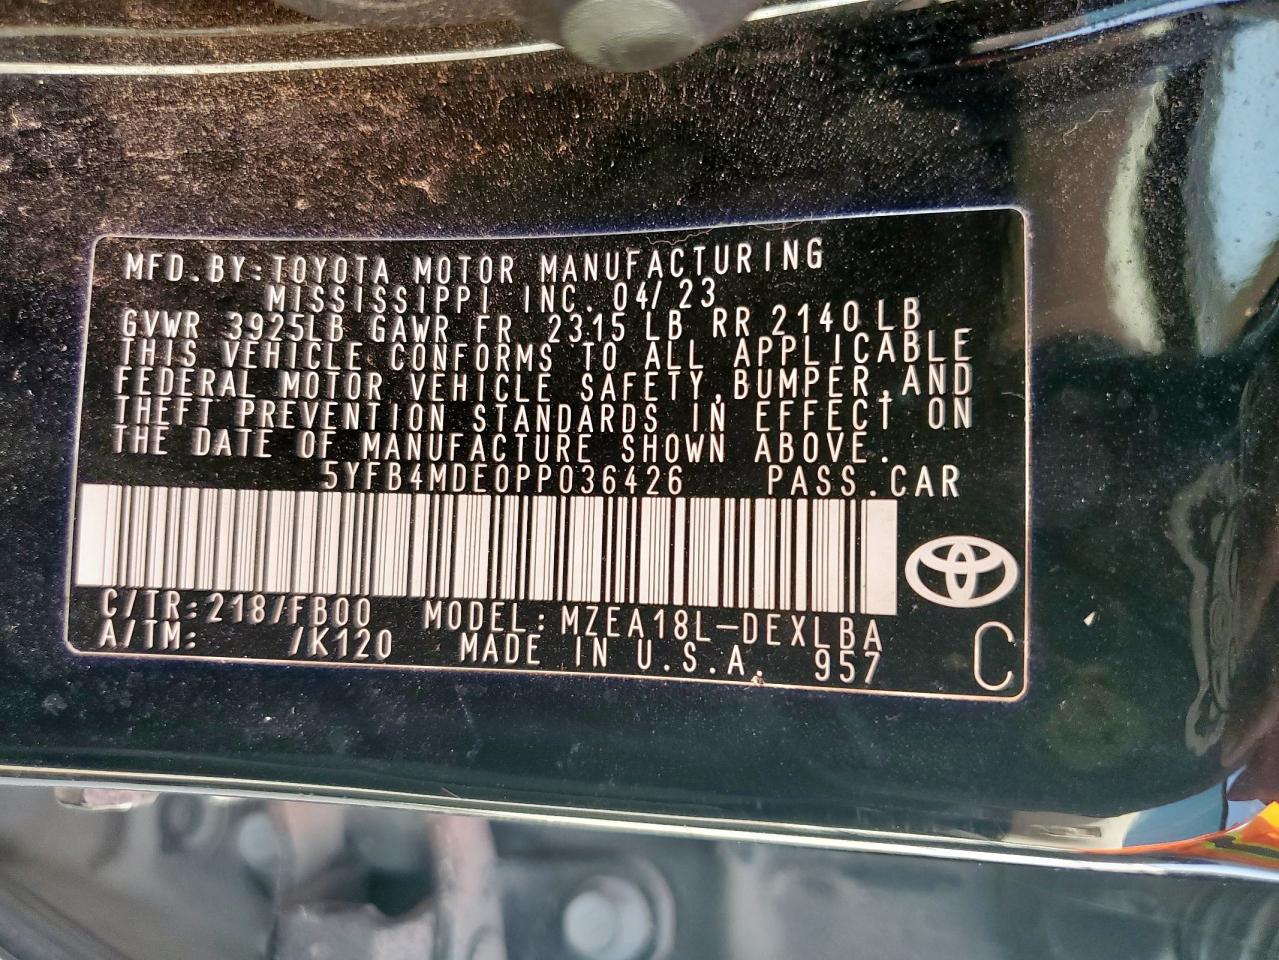 MFD.BY:TOYOTA MOTOR MANUFACTURING
MISSISSIPPI INC. 04/23
GVWR 3925LB GAWR FR 2315 LB RR 2140 LB
THIS VEHICLE CONFORMS TO ALL APPLICABLE
FEDERAL MOTOR VEHICLE SAFETY,BUMPER,AND
THEFT PREVENTION STANDARDS IN EFFECT ON
THE DATE OF MANUFACTURE SHOWN ABOVE.
5YFB4MDE0PP036426 PASS.CAR
C/TR:218/FB00 MODEL:MZEA18L-DEXLBA
A/TM: /K120 MADE IN U.S.A. 957
C